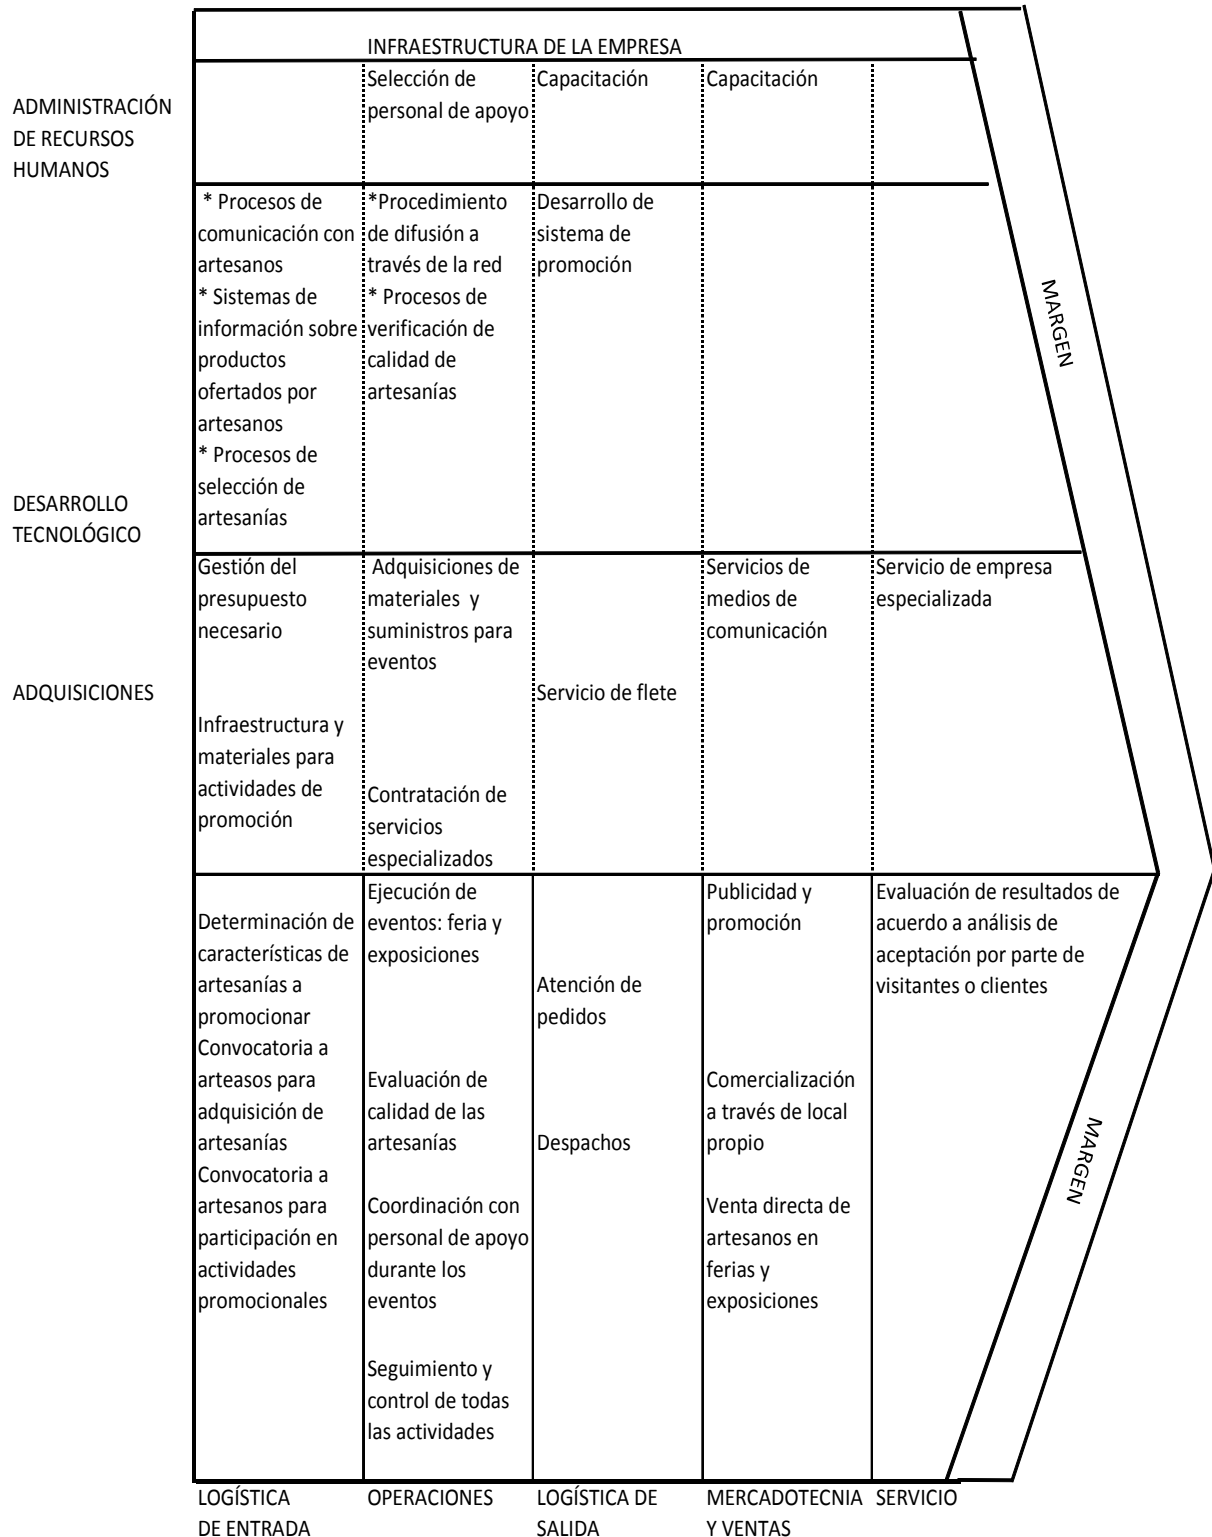 INFRAESTRUCTURA DE LA EMPRESA
ADMINISTRACIÓN
DE RECURSOS
HUMANOS
Selección de
personal de apoyo
Capacitación
Capacitación
DESARROLLO
TECNOLÓGICO
* Procesos de
comunicación con
artesanos
* Sistemas de
información sobre
productos
ofertados por
artesanos
* Procesos de
selección de
artesanías
*Procedimiento
de difusión a
través de la red
* Procesos de
verificación de
calidad de
artesanías
Desarrollo de
sistema de
promoción
MARGEN
ADQUISICIONES
Gestión del
presupuesto
necesario
Infraestructura y
materiales para
actividades de
promoción
Adquisiciones de
materiales y
suministros para
eventos
Contratación de
servicios
especializados
Servicio de flete
Servicios de
medios de
comunicación
Servicio de empresa
especializada
Determinación de
características de
artesanías a
promocionar
Convocatoria a
arteasos para
adquisición de
artesanías
Convocatoria a
artesanos para
participación en
actividades
promocionales
Ejecución de
eventos: feria y
exposiciones
Evaluación de
calidad de las
artesanías
Coordinación con
personal de apoyo
durante los
eventos
Seguimiento y
control de todas
las actividades
Atención de
pedidos
Despachos
Publicidad y
promoción
Comercialización
a través de local
propio
Venta directa de
artesanos en
ferias y
exposiciones
Evaluación de resultados de
acuerdo a análisis de
aceptación por parte de
visitantes o clientes
MARGEN
LOGÍSTICA
DE ENTRADA
OPERACIONES
LOGÍSTICA DE
SALIDA
MERCADOTECNIA
Y VENTAS
SERVICIO